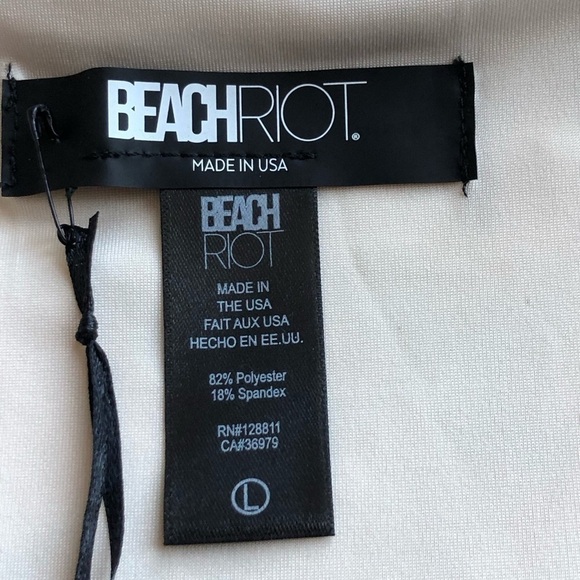 BEACHRIOT®
MADE IN USA
BEACH
RIOT
MADE IN
THE USA
FAIT AUX USA
HECHO EN EE.UU.
82% Polyester
18% Spandex
RN#128811
CA#36979
L